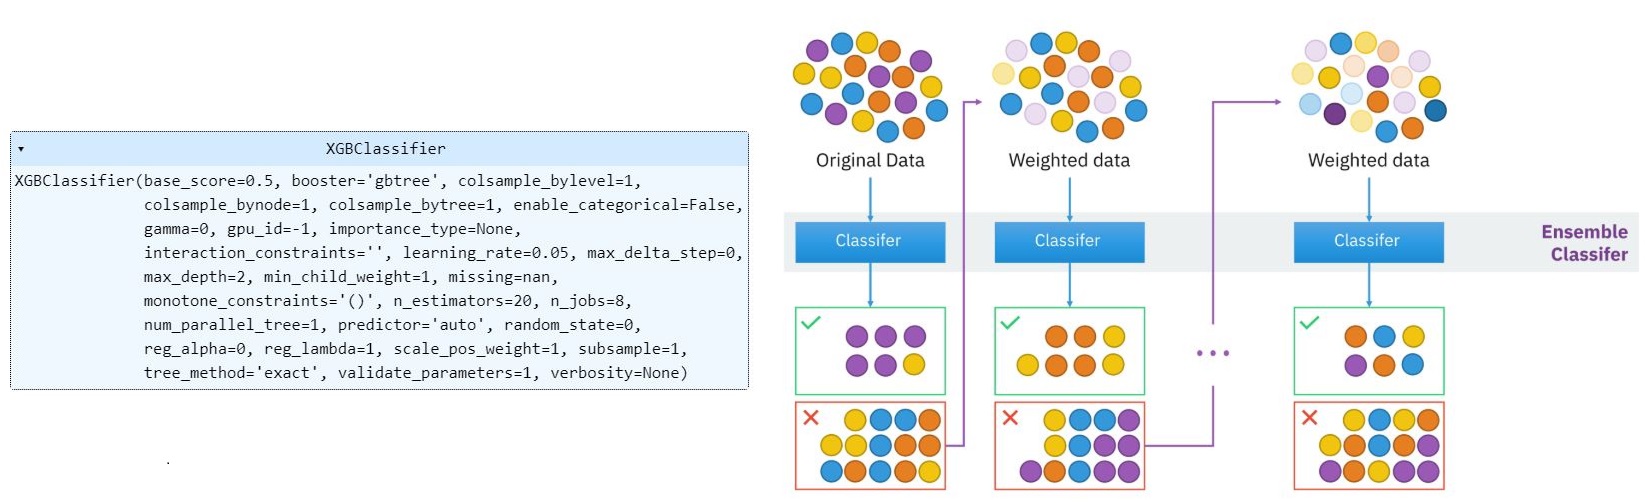 XGBClassifier
XGBClassifier(base_score=0.5, booster='gbtree', colsample_bylevel=1,
colsample_bynode=1, colsample_bytree=1, enable_categorical=False,
gamma=0, gpu_id=-1, importance_type=None,
interaction_constraints='', learning_rate=0.05, max_delta_step=0,
max_depth=2, min_child_weight=1, missing=nan,
monotone_constraints='()', n_estimators=20, n_jobs=8,
num_parallel_tree=1, predictor='auto', random_state=0,
reg_alpha=0, reg_lambda=1, scale_pos_weight=1, subsample=1,
tree_method='exact', validate_parameters=1, verbosity=None)
Original Data
Weighted data
Weighted data
Classifer
Classifer
Classifer
Ensemble
Classifer